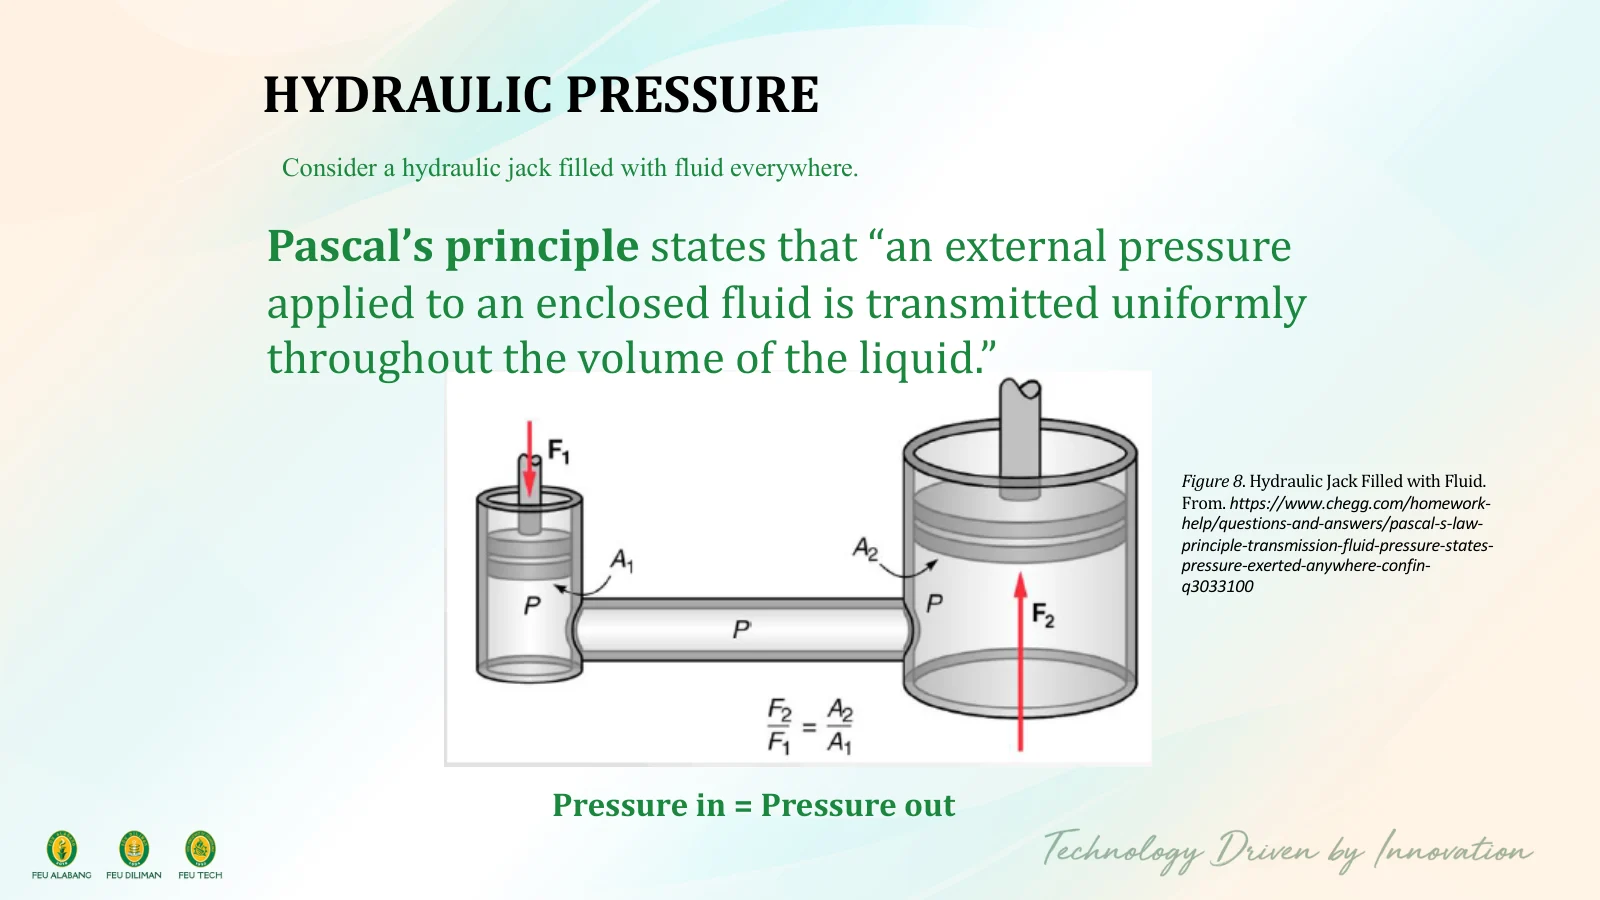 HYDRAULIC PRESSURE
Consider a hydraulic jack filled with fluid everywhere.
Pascal’s principle states that “an external pressure
applied to an enclosed fluid is transmitted uniformly
throughout the volume of the liquid.”
F₁
A₁
A₂
P
P
P
F₂
F₂/F₁ = A₂/A₁
Figure 8. Hydraulic Jack Filled with Fluid.
From. https://www.chegg.com/homework-
help/questions-and-answers/pascal-s-law-
principle-transmission-fluid-pressure-states-
pressure-exerted-anywhere-confin-
q3033100
Pressure in = Pressure out
FEU ALABANG
FEU DILIMAN
FEU TECH
Technology Driven by Innovation